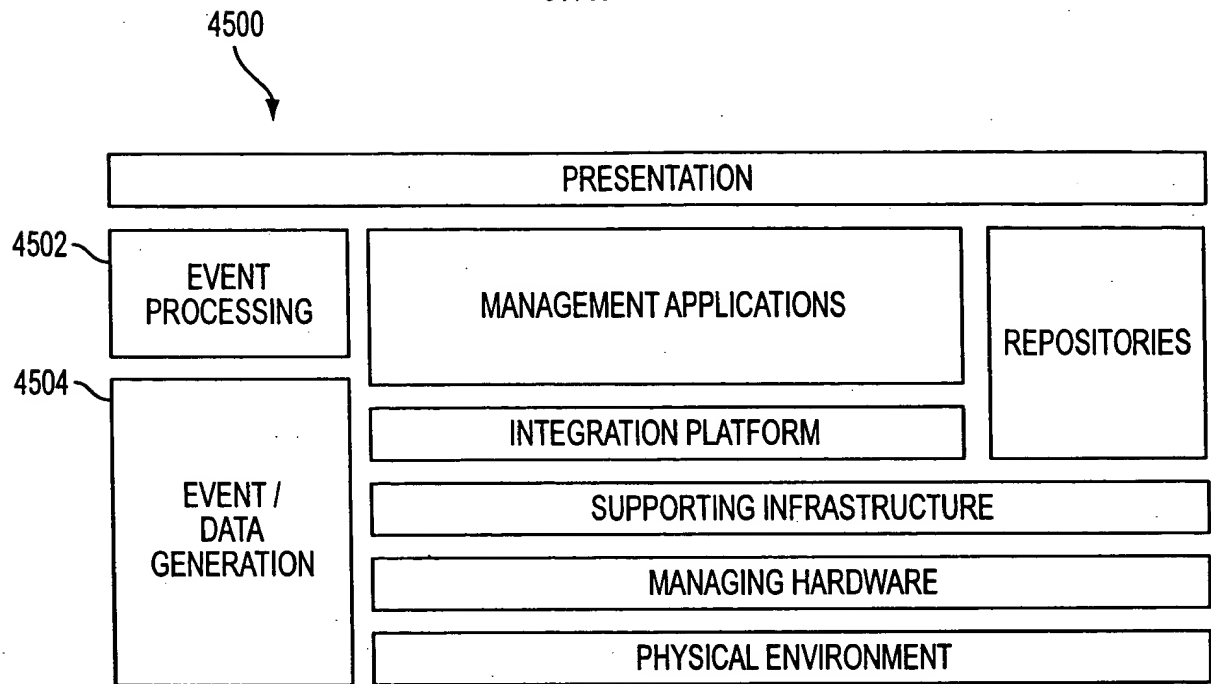 4500
PRESENTATION
4502
EVENT
PROCESSING
MANAGEMENT APPLICATIONS
REPOSITORIES
4504
INTEGRATION PLATFORM
EVENT /
DATA
GENERATION
SUPPORTING INFRASTRUCTURE
MANAGING HARDWARE
PHYSICAL ENVIRONMENT